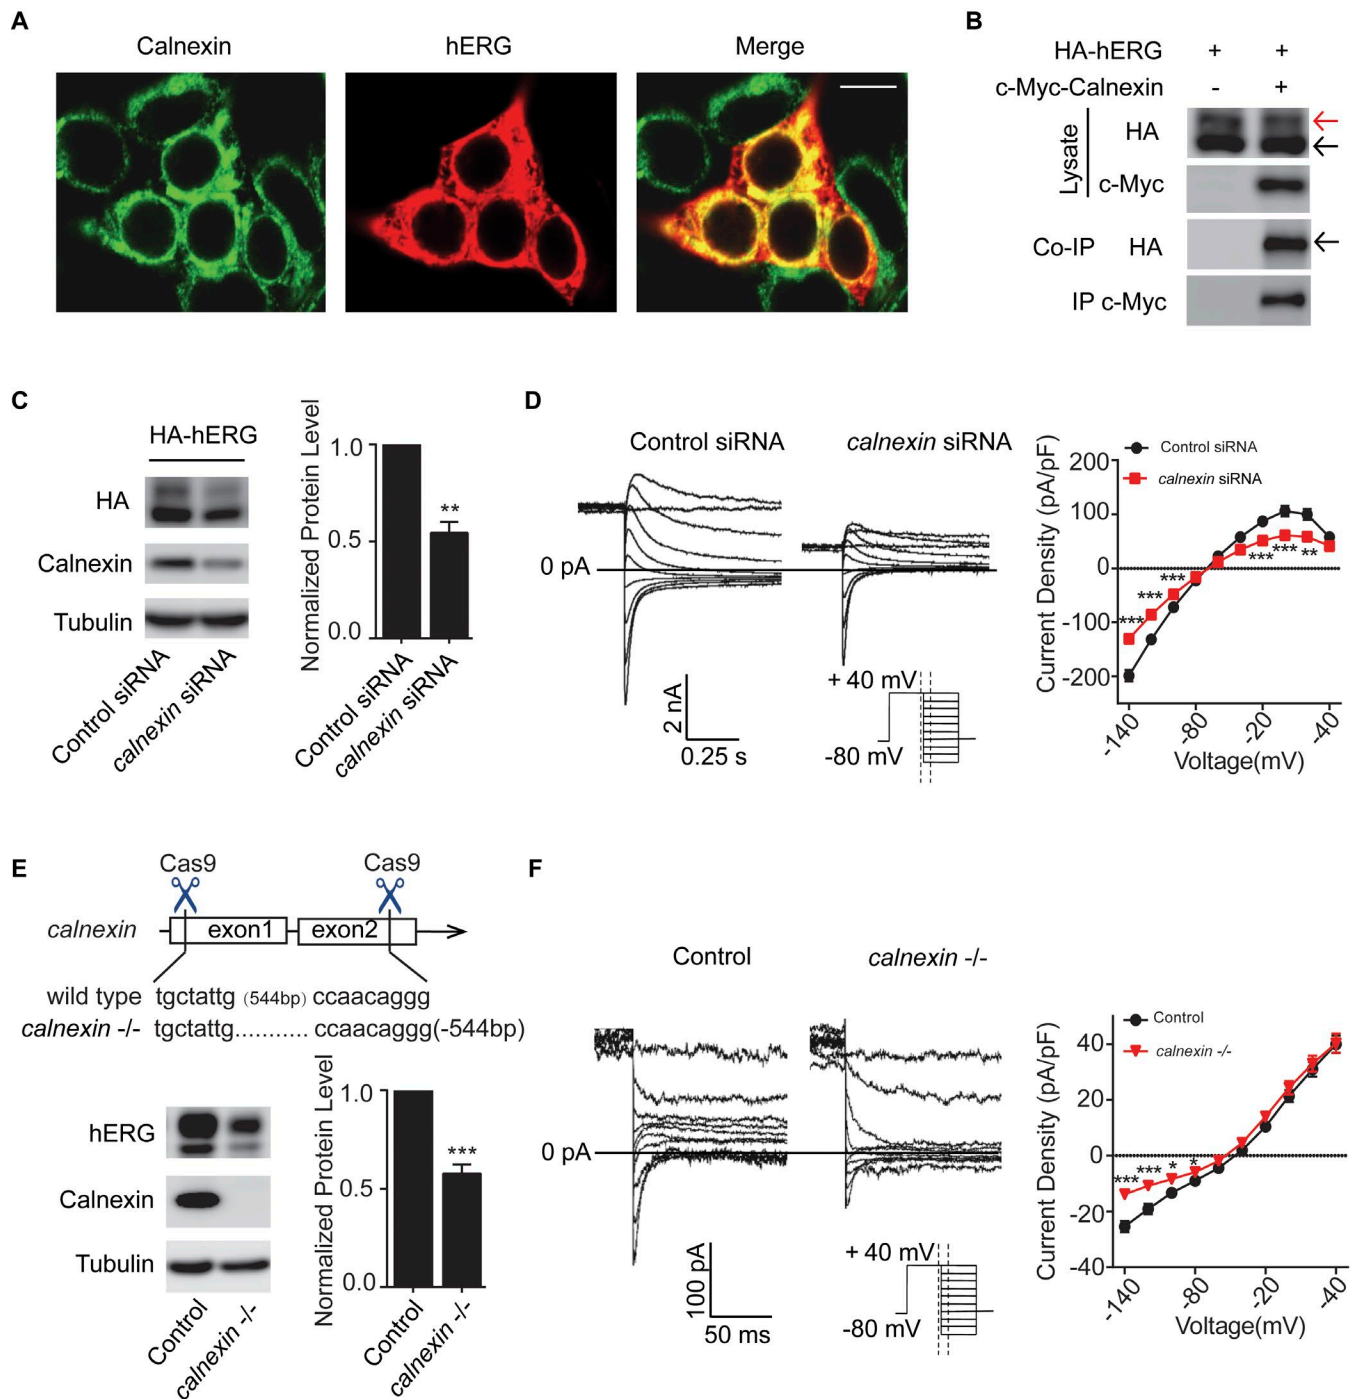 A
Calnexin
hERG
Merge
B
HA-hERG + +
c-Myc-Calnexin - +
Lysate
HA
c-Myc
Co-IP HA
IP c-Myc
C
HA-hERG
HA
Calnexin
Tubulin
Control siRNA
calnexin siRNA
Normalized Protein Level
1.0
0.5
0.0
**
Control siRNA
calnexin siRNA
D
Control siRNA
calnexin siRNA
0 pA
2 nA
0.25 s
+ 40 mV
-80 mV
Control siRNA
calnexin siRNA
Current Density (pA/pF)
200
100
0
-100
-200
***
***
***
***
***
**
-140
-80
-20
-40
Voltage(mV)
E
Cas9
Cas9
calnexin
exon1
exon2
wild type tgctattg (544bp) ccaacaggg
calnexin -/- tgctattg........... ccaacaggg(-544bp)
hERG
Calnexin
Tubulin
Control
calnexin -/-
Normalized Protein Level
1.0
0.5
0.0
***
Control
calnexin -/-
F
Control
calnexin -/-
0 pA
100 pA
50 ms
+ 40 mV
-80 mV
Control
calnexin -/-
Current Density (pA/pF)
40
20
0
-20
-40
***
***
*
*
-140
-80
-20
-40
Voltage(mV)